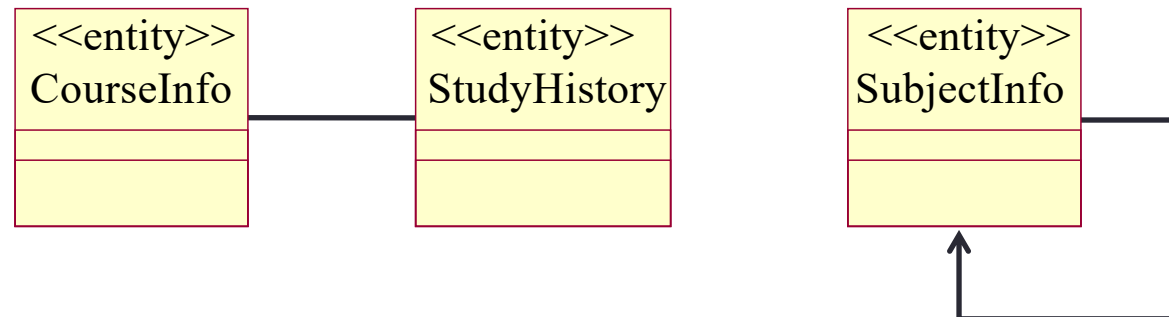 <<entity>>
CourseInfo
<<entity>>
StudyHistory
<<entity>>
SubjectInfo